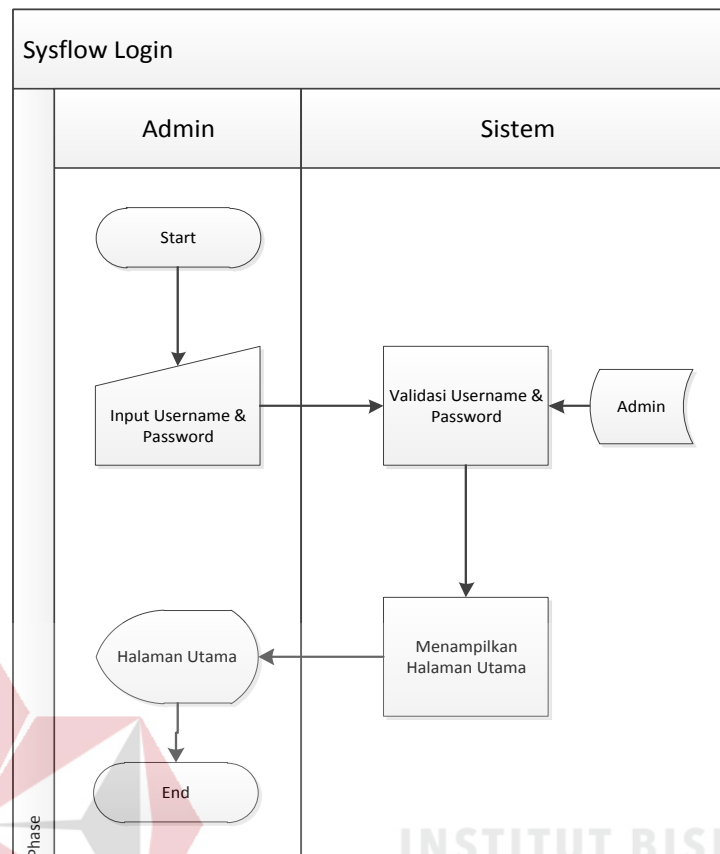 Sysflow Login
Admin
Sistem
Start
Input Username &
Password
Validasi Username &
Password
Admin
Menampilkan
Halaman Utama
Halaman Utama
End
Phase
INSTITUT BISI